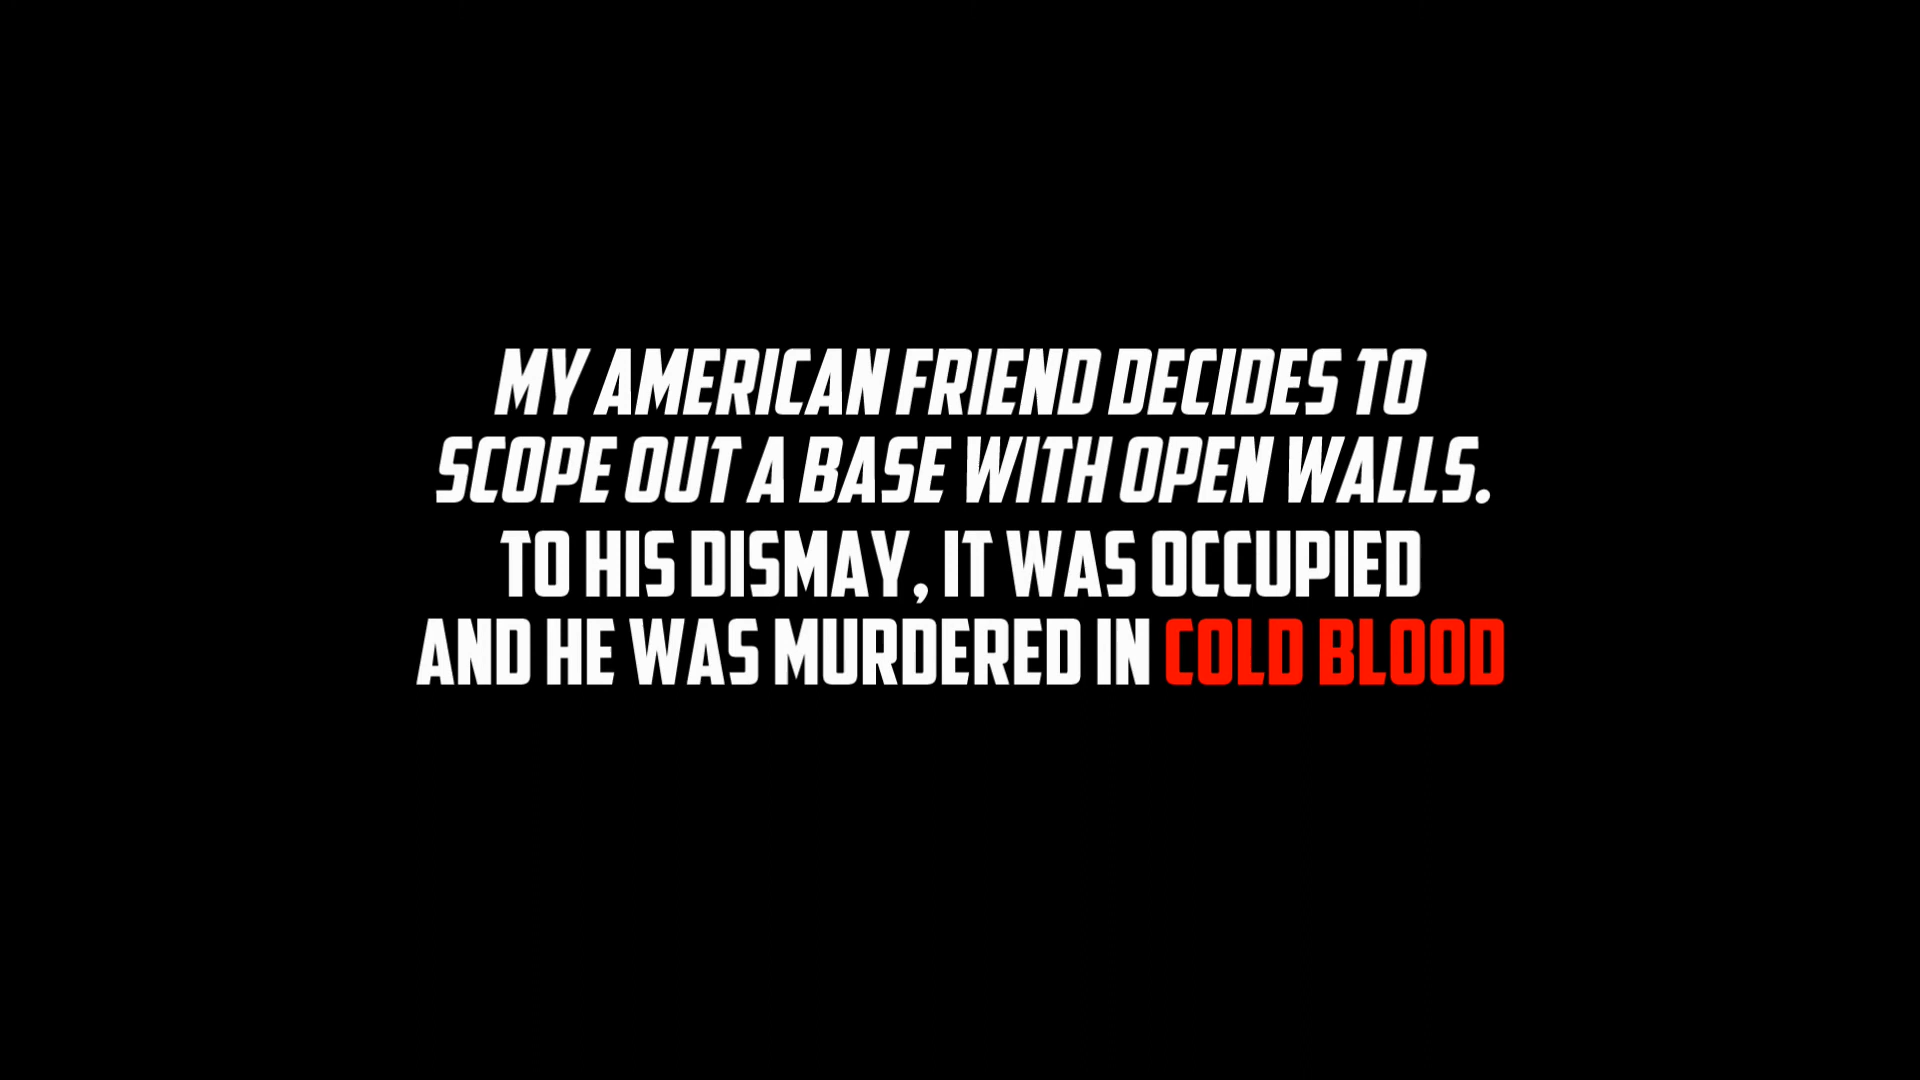 MY AMERICAN FRIEND DECIDES TO
SCOPE OUT A BASE WITH OPEN WALLS.
TO HIS DISMAY, IT WAS OCCUPIED
AND HE WAS MURDERED IN COLD BLOOD